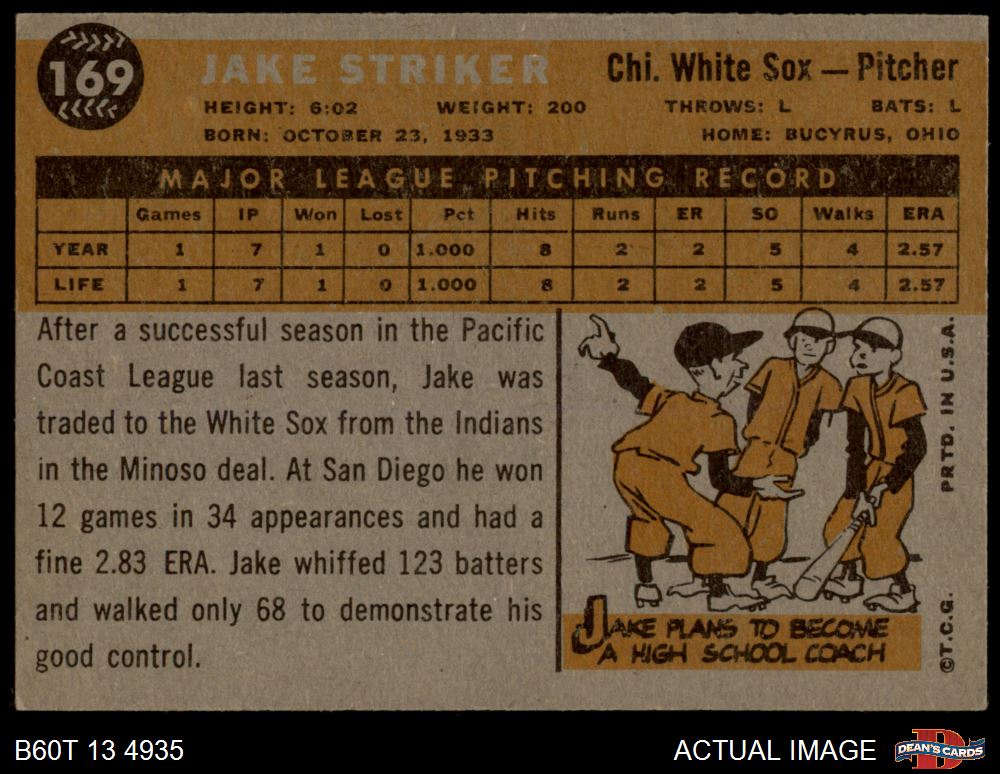 169
JAKE STRIKER
Chi. White Sox — Pitcher
HEIGHT: 6:02 WEIGHT: 200 THROWS: L BATS: L
BORN: OCTOBER 23, 1933 HOME: BUCYRUS, OHIO
MAJOR LEAGUE PITCHING RECORD
Games IP Won Lost Pct Hits Runs ER SO Walks ERA
YEAR 1 7 1 0 1.000 8 2 2 5 4 2.57
LIFE 1 7 1 0 1.000 8 2 2 5 4 2.57
After a successful season in the Pacific
Coast League last season, Jake was
traded to the White Sox from the Indians
in the Minoso deal. At San Diego he won
12 games in 34 appearances and had a
fine 2.83 ERA. Jake whiffed 123 batters
and walked only 68 to demonstrate his
good control.
JAKE PLANS TO BECOME
A HIGH SCHOOL COACH
©T.C.G. PRTD. IN U.S.A.
B60T 13 4935
ACTUAL IMAGE
D
DEAN'S CARDS